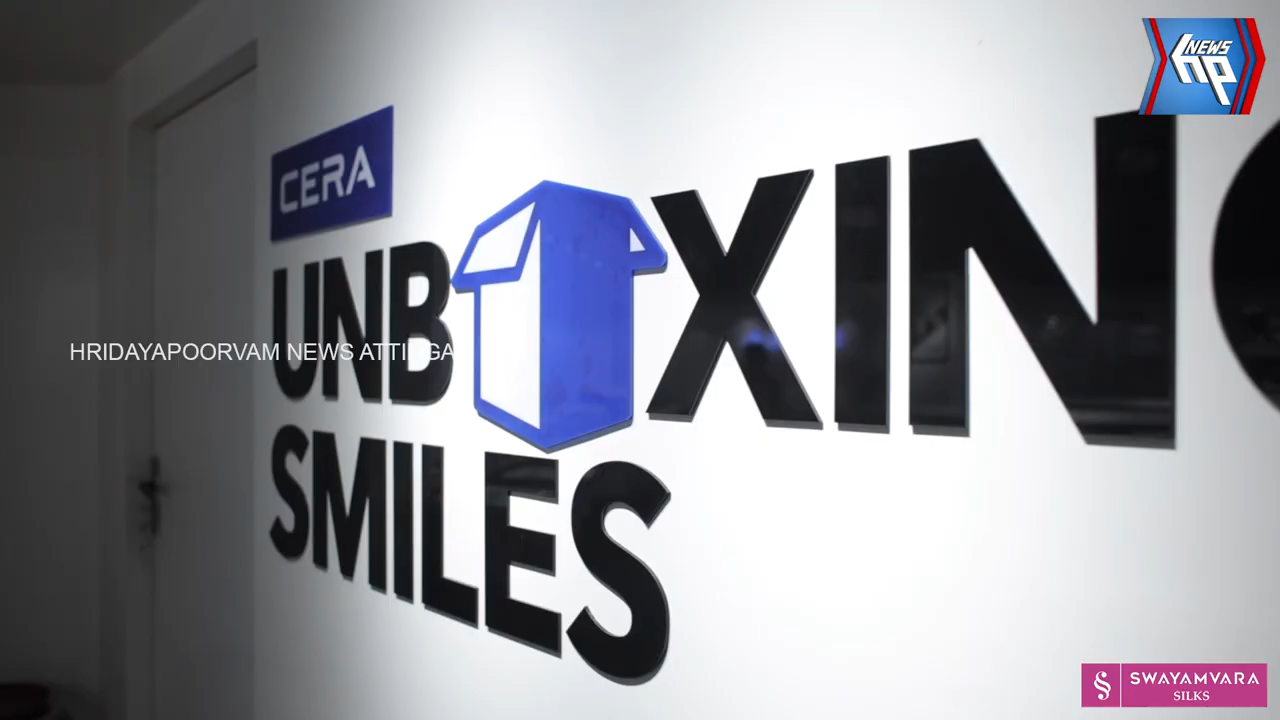 NEWS
hp
CERA
UNBOXING
HRIDAYAPOORVAM NEWS
SMILES
SWAYAMVARA
SILKS